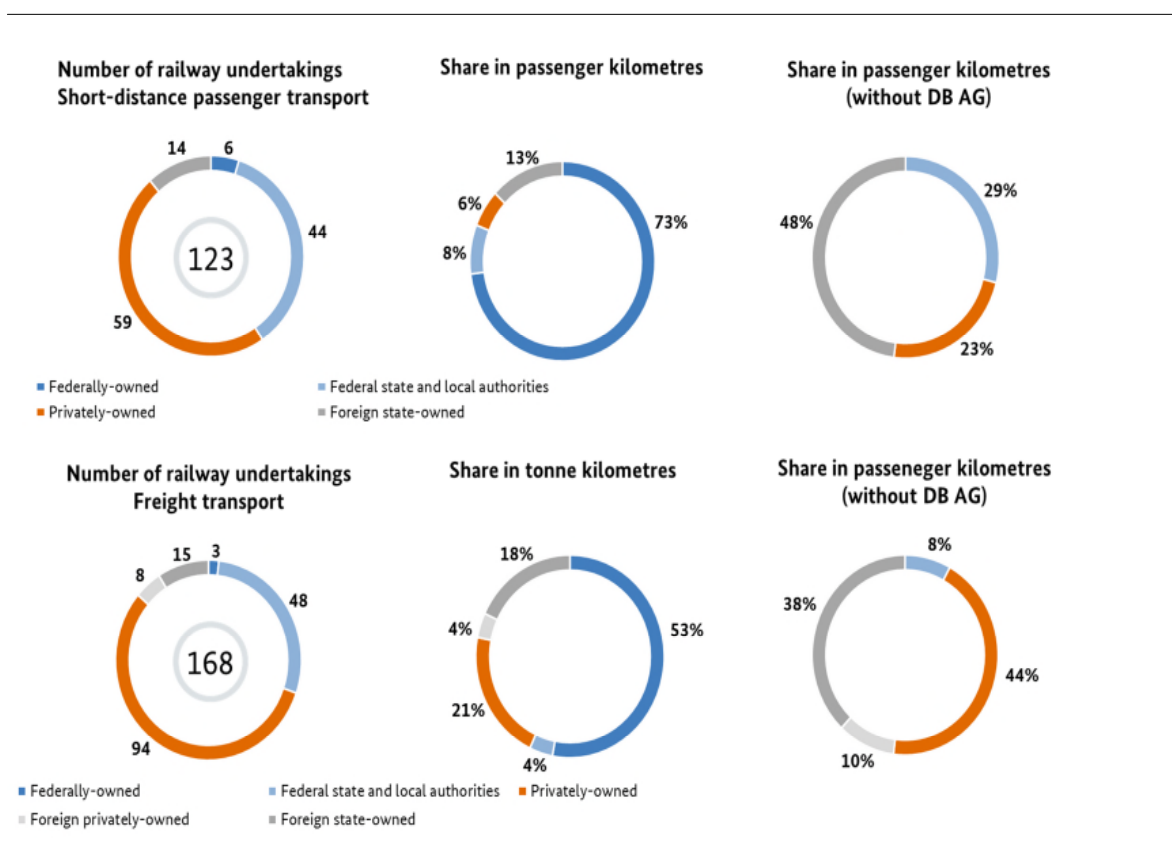 Number of railway undertakings
Short-distance passenger transport
Share in passenger kilometres
Share in passenger kilometres
(without DB AG)
14
6
44
59
123
13%
6%
8%
73%
48%
29%
23%
Federally-owned
Federal state and local authorities
Privately-owned
Foreign state-owned
Number of railway undertakings
Freight transport
Share in tonne kilometres
Share in passeneger kilometres
(without DB AG)
15
3
8
48
168
94
18%
4%
53%
21%
4%
8%
38%
44%
10%
Federally-owned
Federal state and local authorities
Privately-owned
Foreign privately-owned
Foreign state-owned